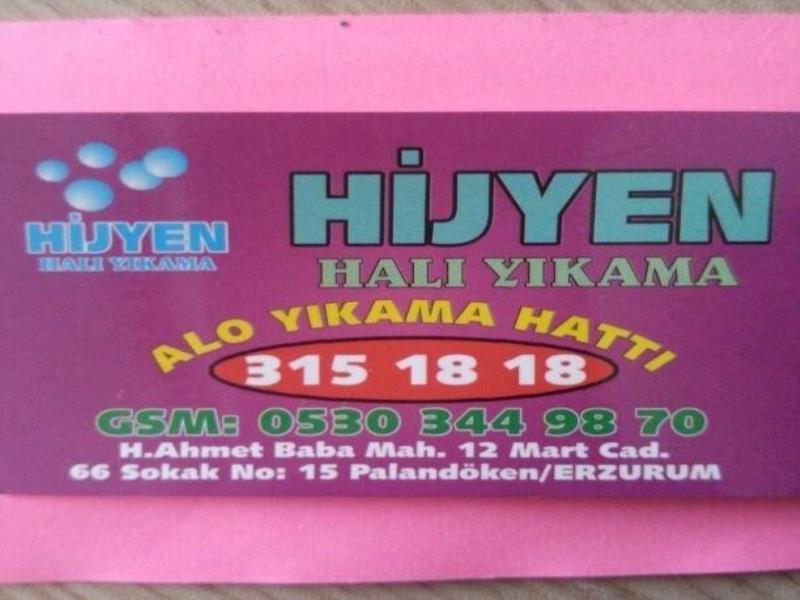 HİJYEN
HALI YIKAMA
HİJYEN
HALI YIKAMA
ALO YIKAMA HATTI
315 18 18
GSM: 0530 344 98 70
H.Ahmet Baba Mah. 12 Mart Cad.
66 Sokak No: 15 Palandöken/ERZURUM